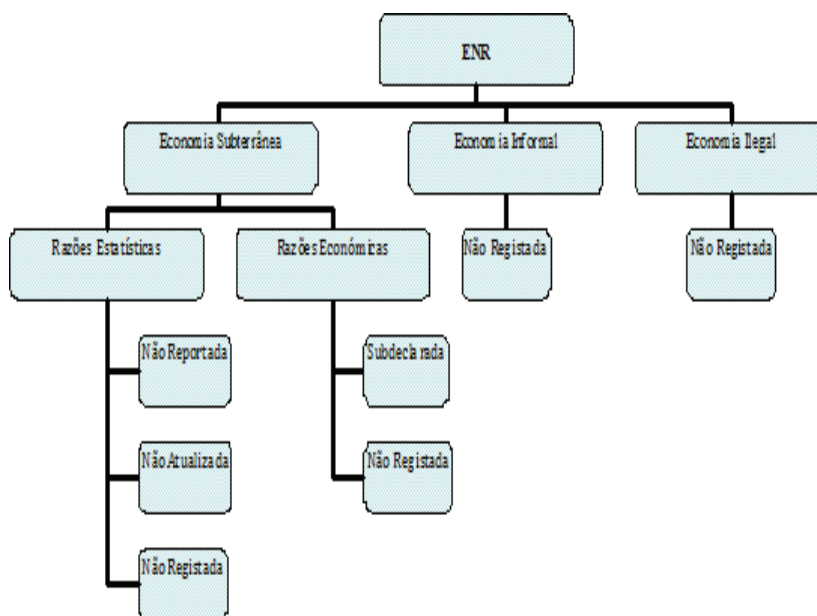 ENR
Economia Subterrânea
Economia Informal
Economia Ilegal
Razões Estatísticas
Razões Económicas
Não Registada
Não Registada
Não Reportada
Subdeclarada
Não Atualizada
Não Registada
Não Registada